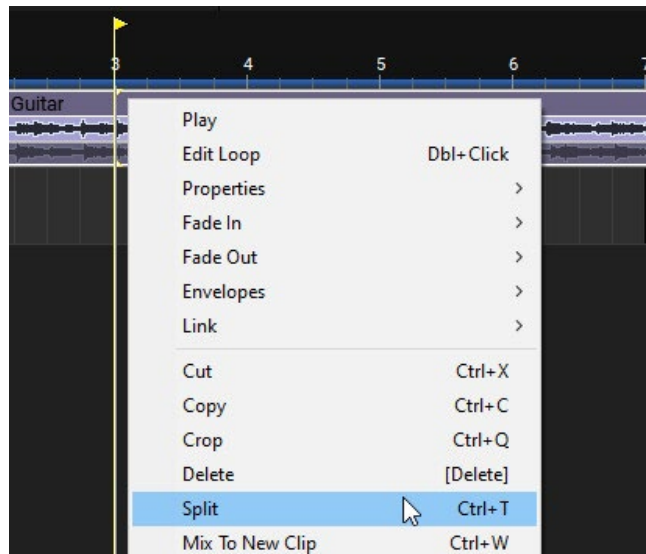 3 4 5 6 7
Guitar
Play
Edit Loop Dbl+Click
Properties
Fade In
Fade Out
Envelopes
Link
Cut Ctrl+X
Copy Ctrl+C
Crop Ctrl+Q
Delete [Delete]
Split Ctrl+T
Mix To New Clip Ctrl+W